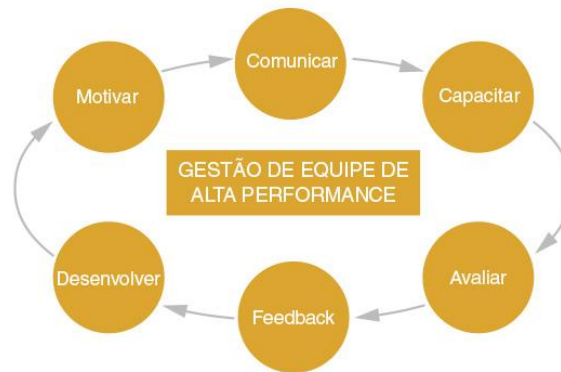 Comunicar
Motivar
Capacitar
GESTÃO DE EQUIPE DE
ALTA PERFORMANCE
Desenvolver
Avaliar
Feedback